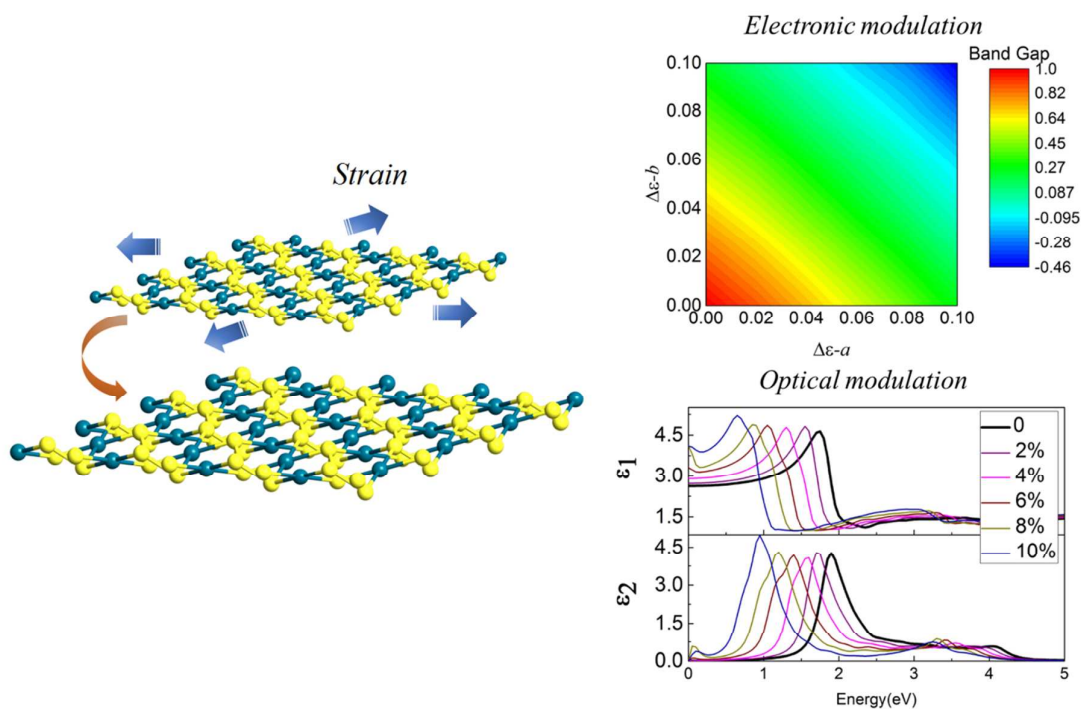 Strain
Electronic modulation
Band Gap
1.0
0.82
0.64
0.45
0.27
0.087
-0.095
-0.28
-0.46
Δε-b
0.10
0.08
0.06
0.04
0.02
0.00
0.00 0.02 0.04 0.06 0.08 0.10
Δε-a
Optical modulation
ε1
4.5
3.0
1.5
0
2%
4%
6%
8%
10%
ε2
4.5
3.0
1.5
0.0
0 1 2 3 4 5
Energy(eV)